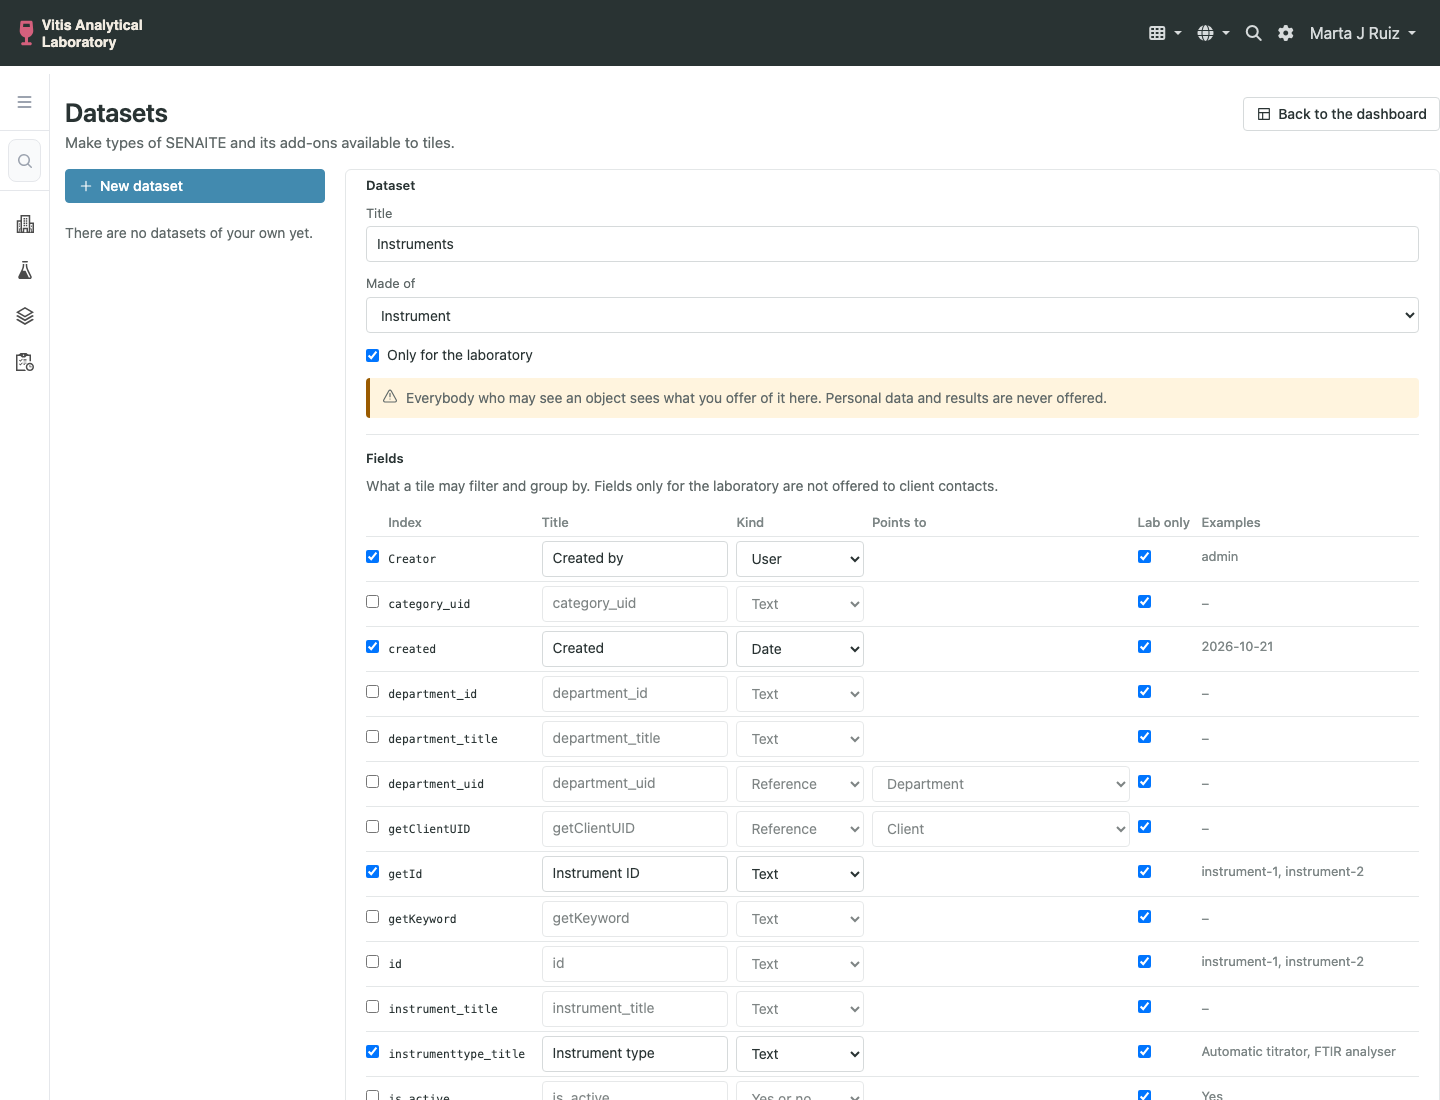 Vitis Analytical
Laboratory
Marta J Ruiz
Datasets
Make types of SENAITE and its add-ons available to tiles.
Back to the dashboard
New dataset
There are no datasets of your own yet.
Dataset
Title
Instruments
Made of
Instrument
Only for the laboratory
Everybody who may see an object sees what you offer of it here. Personal data and results are never offered.
Fields
What a tile may filter and group by. Fields only for the laboratory are not offered to client contacts.
Index Title Kind Points to Lab only Examples
Creator Created by User admin
category_uid category_uid Text –
created Created Date 2026-10-21
department_id department_id Text –
department_title department_title Text –
department_uid department_uid Reference Department –
getClientUID getClientUID Reference Client –
getId Instrument ID Text instrument-1, instrument-2
getKeyword getKeyword Text –
id id Text instrument-1, instrument-2
instrument_title instrument_title Text –
instrumenttype_title Instrument type Text Automatic titrator, FTIR analyser
is_active is_active Yes or no Yes